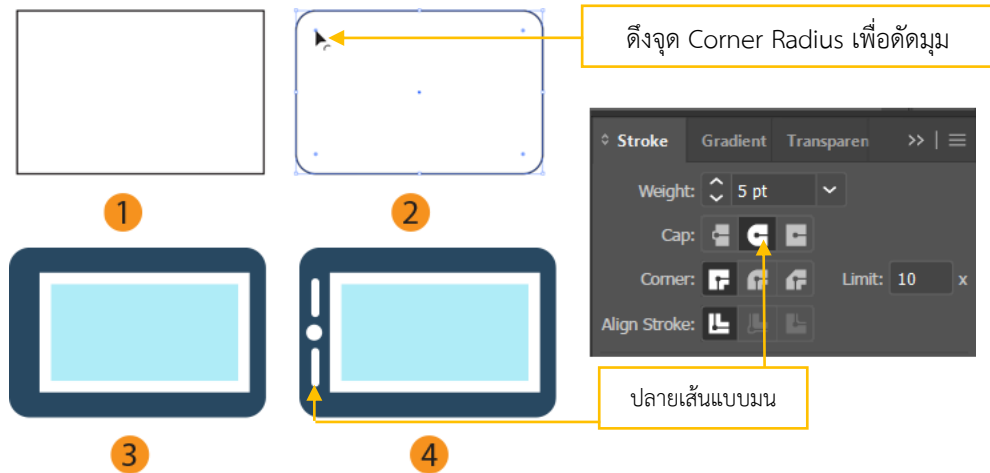 ดึงจุด Corner Radius เพื่อดัดมุม
1
2
Stroke Gradient Transparen
Weight: 5 pt
Cap:
Corner: Limit: 10 x
Align Stroke:
ปลายเส้นแบบมน
3
4